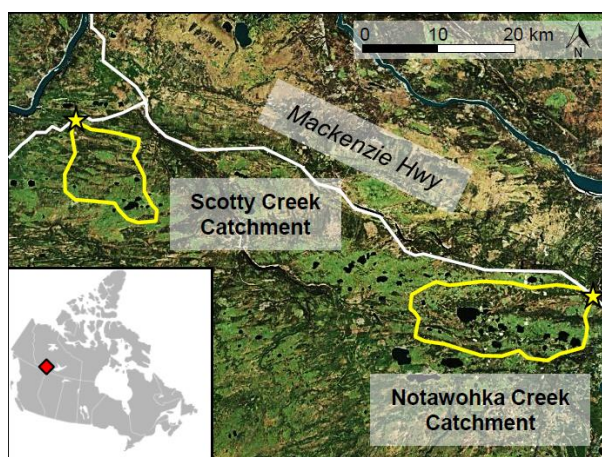 0 10 20 km
N
Mackenzie Hwy
Scotty Creek
Catchment
Notawohka Creek
Catchment